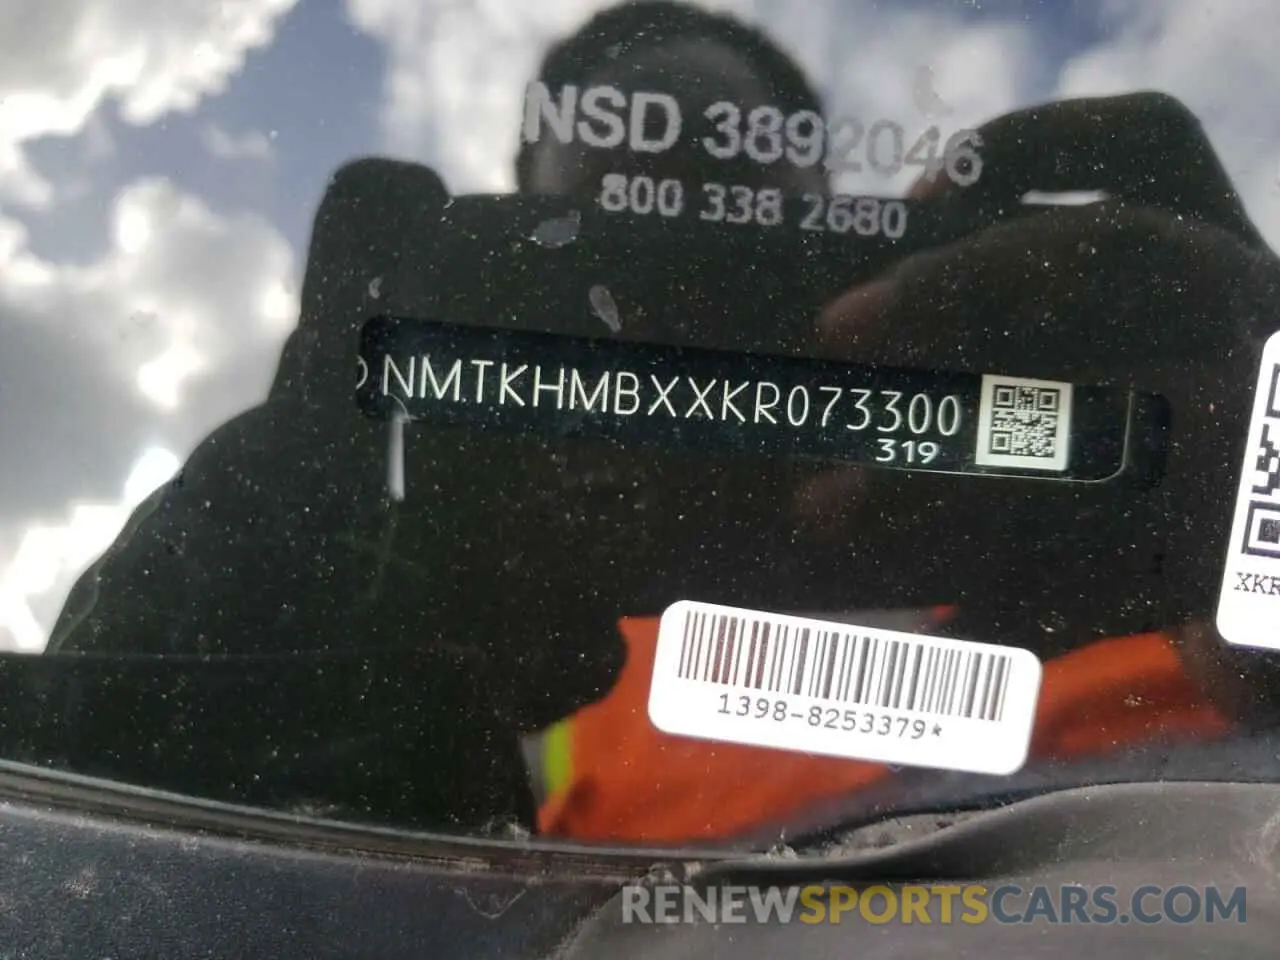 NSD 3892046
800 338 2680
NMTKHMBXXKR073300
319
XKR
1398-8253379*
RENEWSPORTSCARS.COM